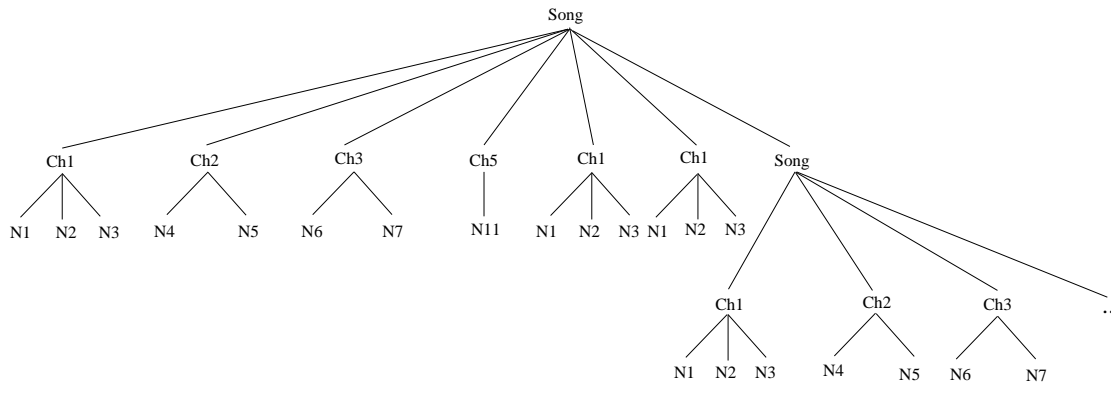 Song
Ch1 Ch2 Ch3 Ch5 Ch1 Ch1 Song
N1 N2 N3 N4 N5 N6 N7 N11 N1 N2 N3 N1 N2 N3
Ch1 Ch2 Ch3 ..
N1 N2 N3 N4 N5 N6 N7